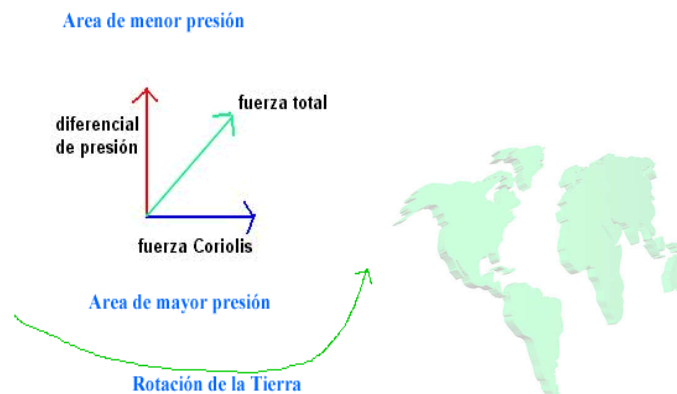 Area de menor presión
fuerza total
diferencial
de presión
fuerza Coriolis
Area de mayor presión
Rotación de la Tierra